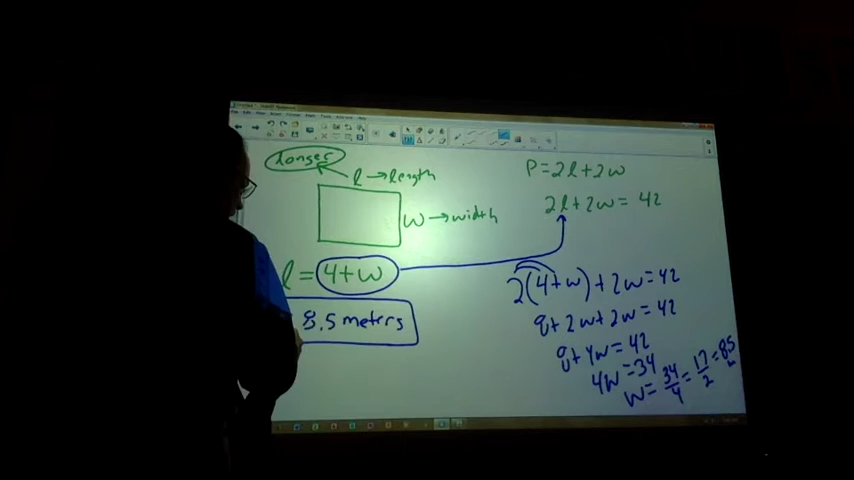 longer
l → length
w → width
l = 4+w
8.5 metres
P = 2l + 2w
2l + 2w = 42
2(4+w) + 2w = 42
8 + 2w + 2w = 42
8 + 4w = 42
4w = 34
w = 34/4 = 17/2 = 8.5